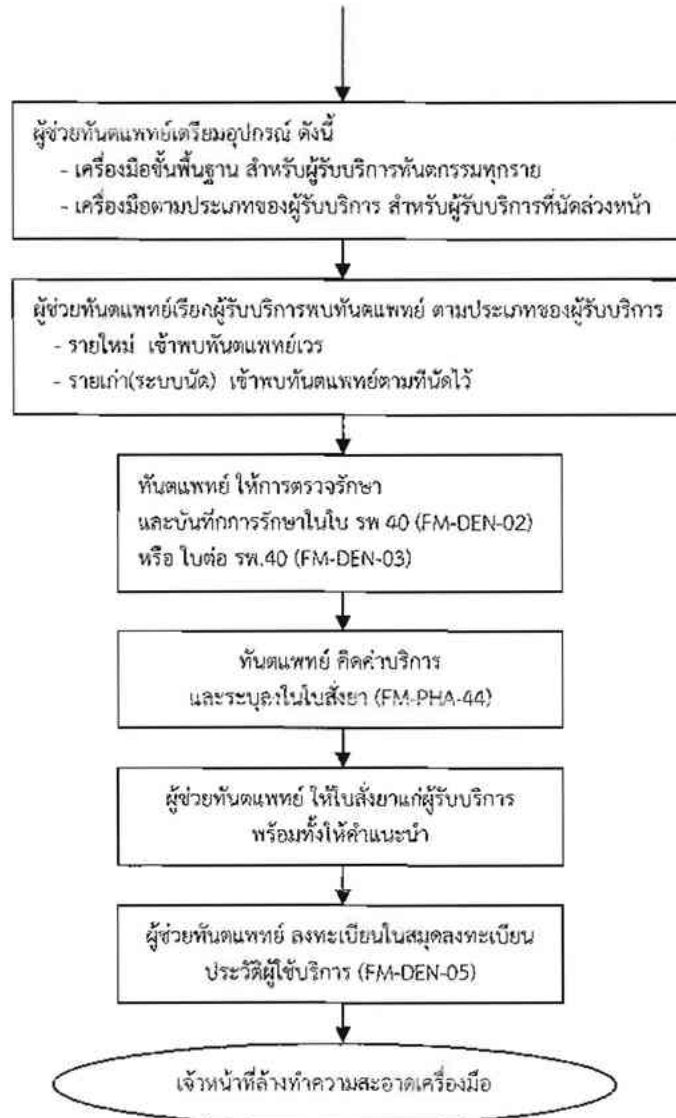 ผู้ช่วยทันตแพทย์เตรียมอุปกรณ์ ดังนี้
- เครื่องมือขั้นพื้นฐาน สำหรับผู้รับบริการทันตกรรมทุกราย
- เครื่องมือตามประเภทของผู้รับบริการ สำหรับผู้รับบริการที่นัดล่วงหน้า
ผู้ช่วยทันตแพทย์เรียกผู้รับบริการพบทันตแพทย์ ตามประเภทของผู้รับบริการ
- รายใหม่ เข้าพบทันตแพทย์เวร
- รายเก่า(ระบบนัด) เข้าพบทันตแพทย์ตามที่นัดไว้
ทันตแพทย์ ให้การตรวจรักษา
และบันทึกการรักษาในใบ รพ 40 (FM-DEN-02)
หรือ ใบต่อ รพ.40 (FM-DEN-03)
ทันตแพทย์ คิดค่าบริการ
และระบุลงในใบสั่งยา (FM-PHA-44)
ผู้ช่วยทันตแพทย์ ให้ใบสั่งยาแก่ผู้รับบริการ
พร้อมทั้งให้คำแนะนำ
ผู้ช่วยทันตแพทย์ ลงทะเบียนในสมุดลงทะเบียน
ประวัติผู้ใช้บริการ (FM-DEN-05)
เจ้าหน้าที่ล้างทำความสะอาดเครื่องมือ